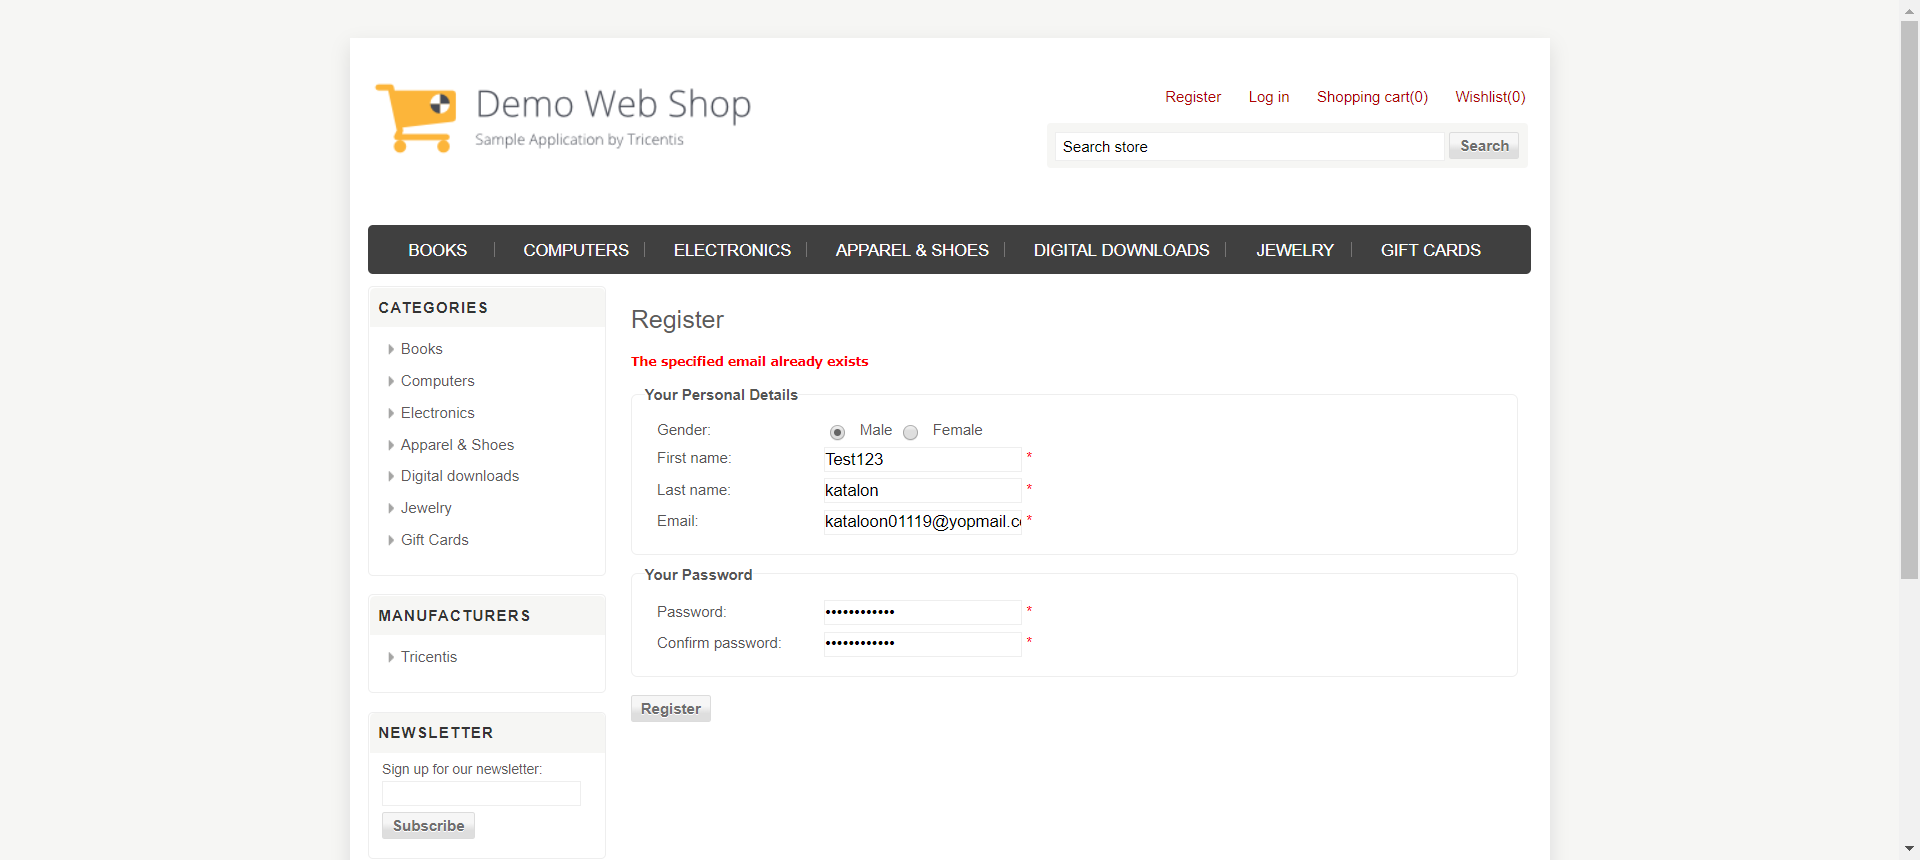 Demo Web Shop
Sample Application by Tricentis
Register Log in Shopping cart(0) Wishlist(0)
Search store Search
BOOKS COMPUTERS ELECTRONICS APPAREL & SHOES DIGITAL DOWNLOADS JEWELRY GIFT CARDS
CATEGORIES
Books
Computers
Electronics
Apparel & Shoes
Digital downloads
Jewelry
Gift Cards
MANUFACTURERS
Tricentis
NEWSLETTER
Sign up for our newsletter:
Subscribe
Register
The specified email already exists
Your Personal Details
Gender: Male Female
First name: Test123 *
Last name: katalon *
Email: kataloon01119@yopmail.c *
Your Password
Password: •••••••••••• *
Confirm password: •••••••••••• *
Register